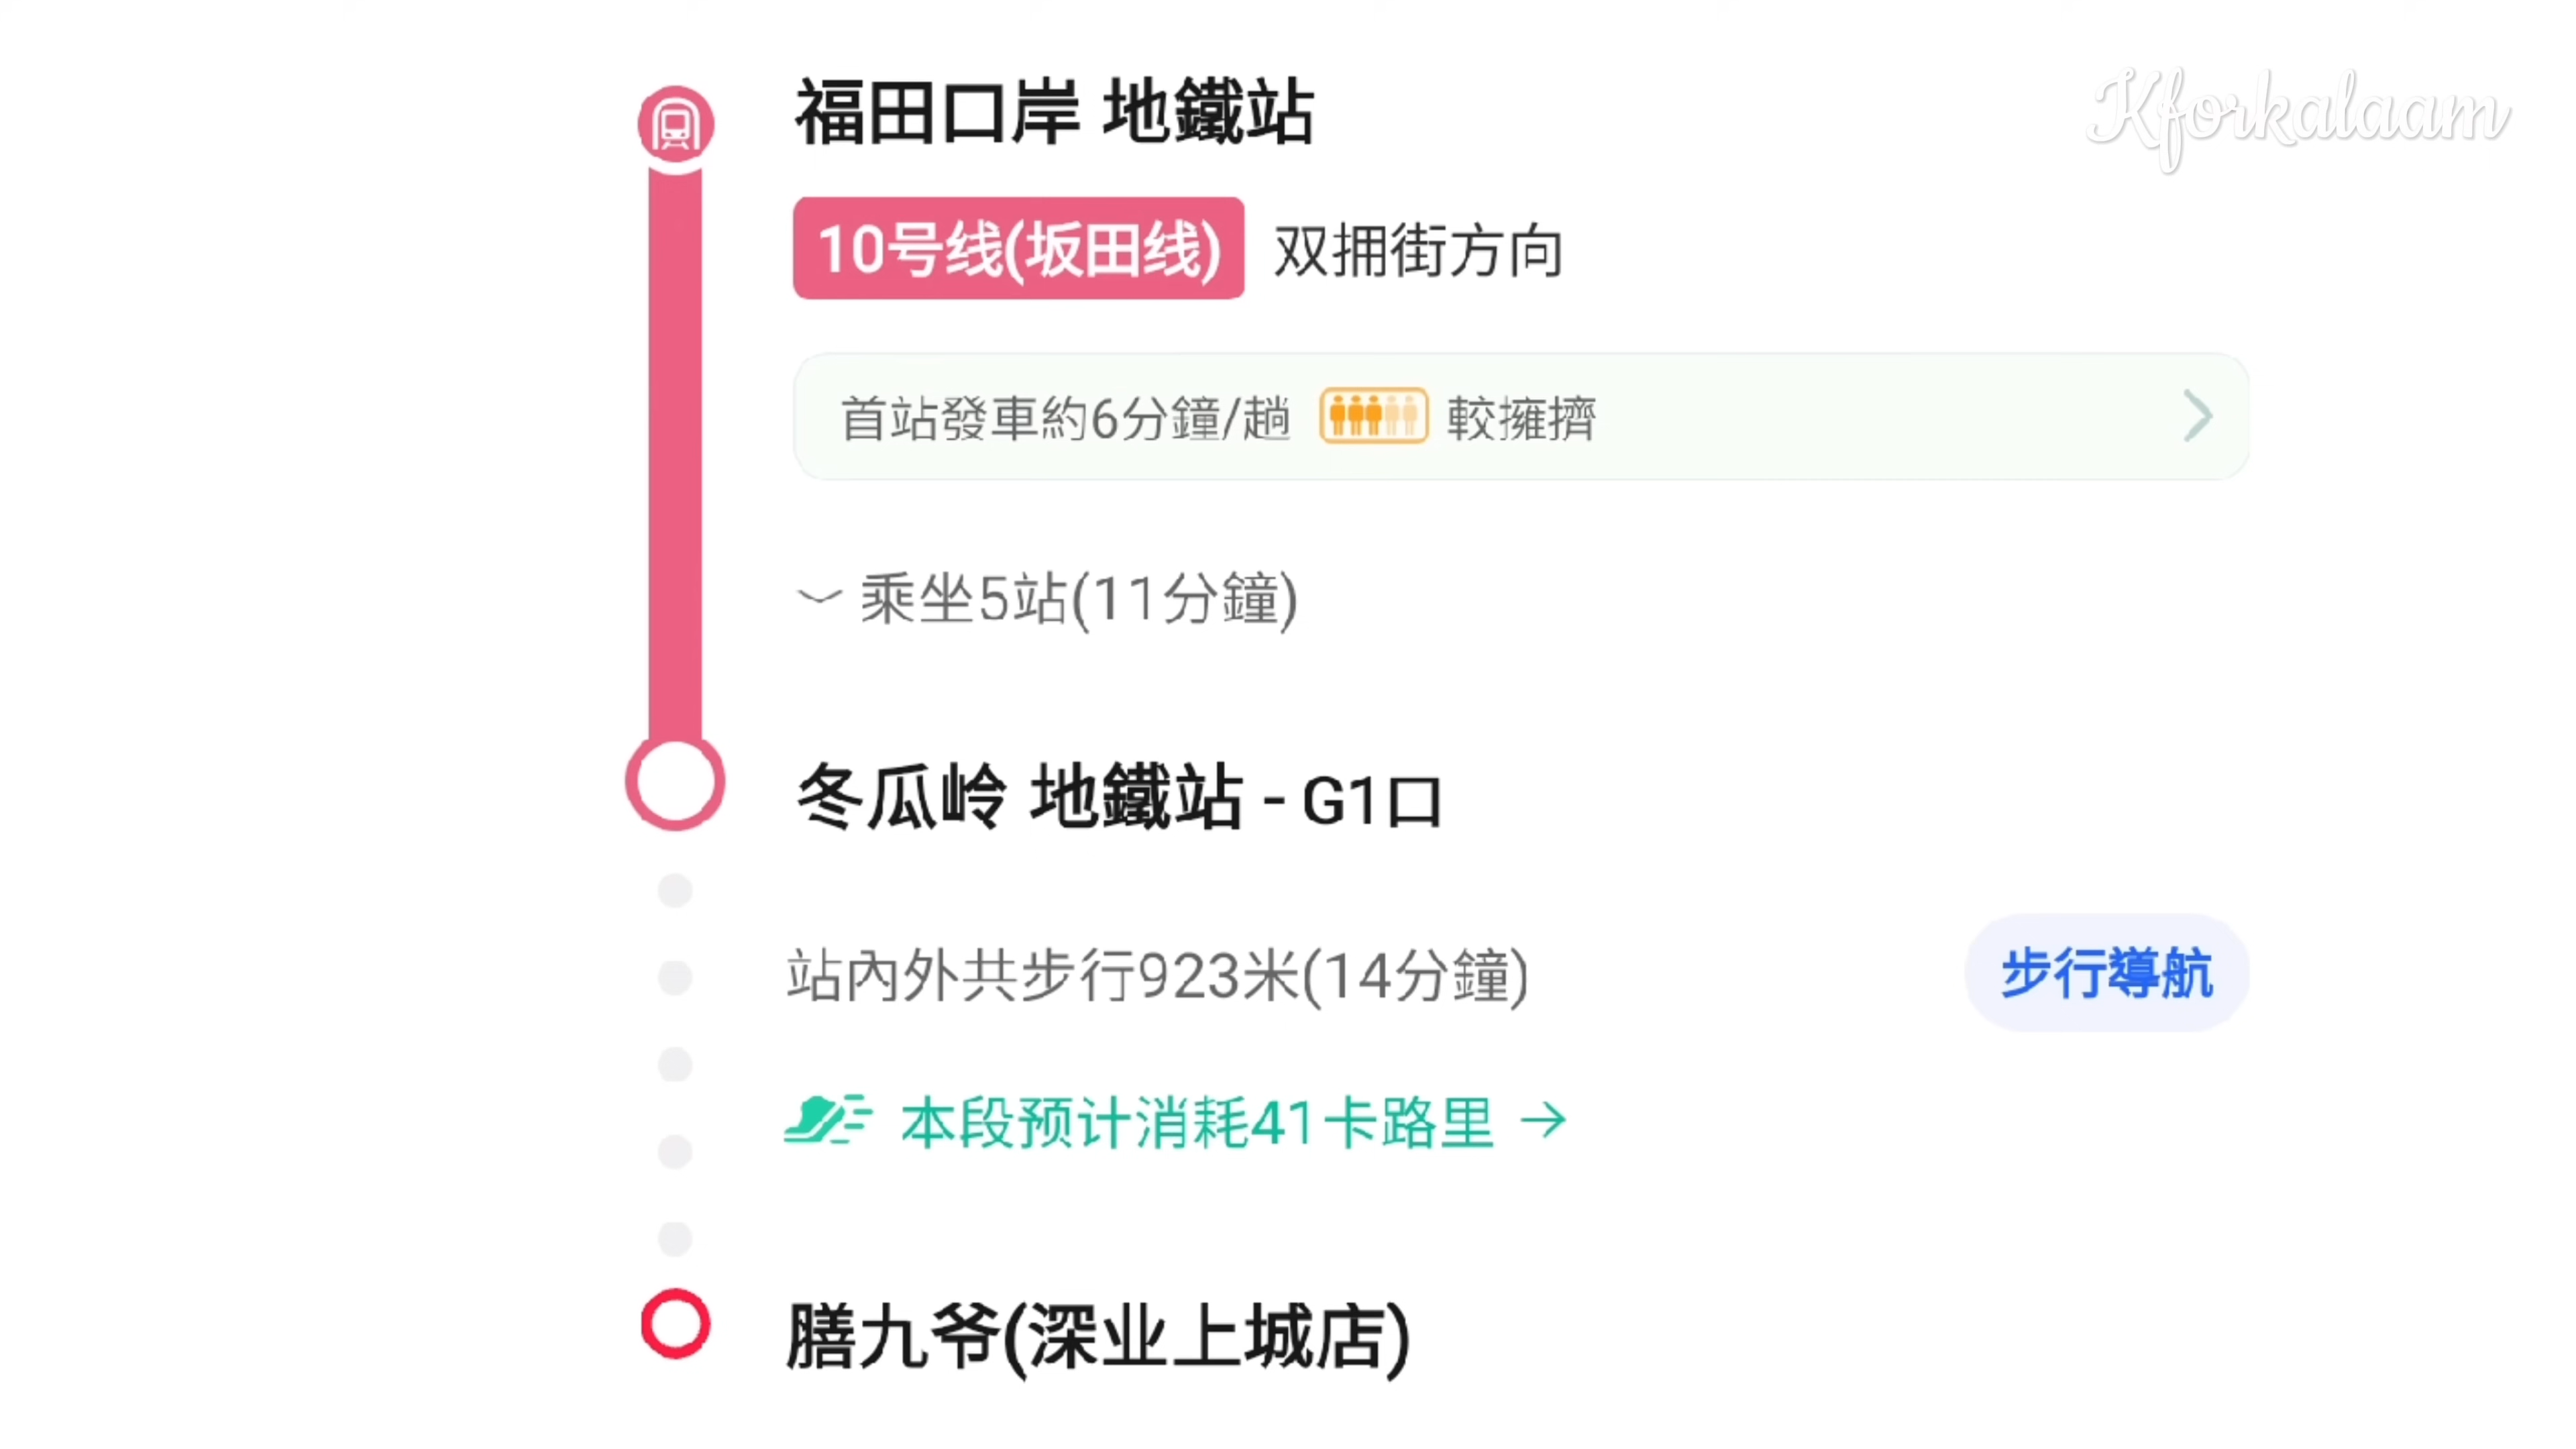 Kforkalaam
福田口岸 地鐵站
10号线(坂田线) 双拥街方向
首站發車約6分鐘/趟 較擁擠
乘坐5站(11分鐘)
冬瓜岭 地鐵站 - G1口
站內外共步行923米(14分鐘) 步行導航
本段预计消耗41卡路里
膳九爷(深业上城店)